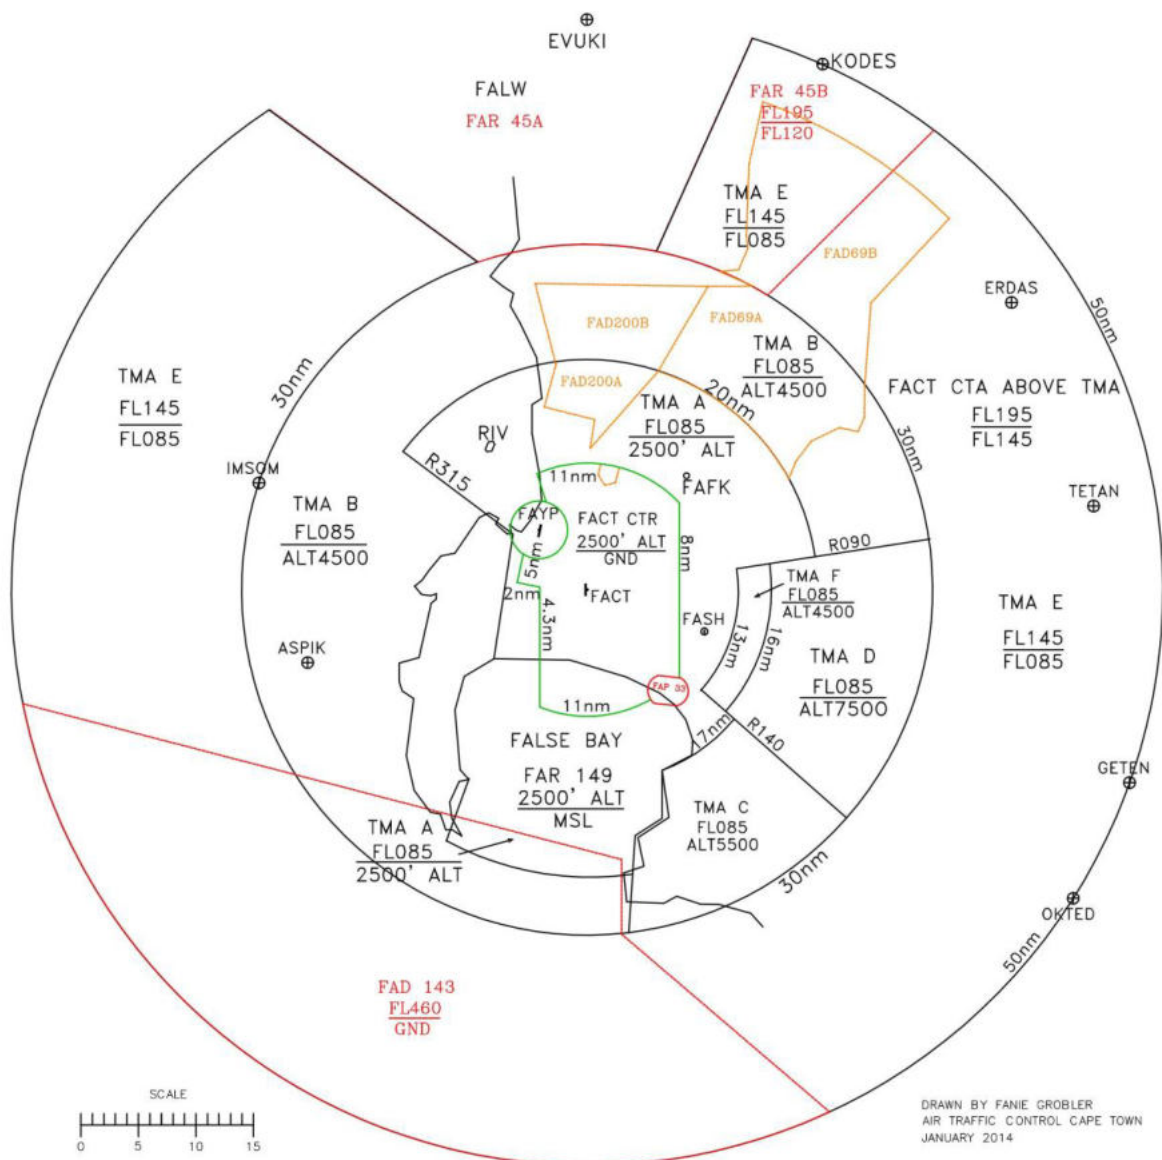 EVUKI
KODES
FALW
FAR 45A
FAR 45B
FL195
FL120
TMA E
FL145
FL085
FAD69B
ERDAS
50nm
FAD200B
FAD69A
TMA B
FL085
ALT4500
30nm
TMA E
FL145
FL085
FAD200A
TMA A
FL085
2500' ALT
20nm
FACT CTA ABOVE TMA
FL195
FL145
30nm
RIV
R315
IMSOM
11nm
FAFK
TETAN
TMA B
FL085
ALT4500
FAYP
FACT CTR
2500' ALT
GND
8nm
R090
5nm
2nm
FACT
4.3nm
TMA F
FL085
ALT4500
FASH
13nm
16nm
TMA E
FL145
FL085
ASPIK
TMA D
FL085
ALT7500
FAP 33
11nm
7nm
R140
FALSE BAY
FAR 149
2500' ALT
MSL
GETEN
TMA A
FL085
2500' ALT
TMA C
FL085
ALT5500
30nm
OKTED
50nm
FAD 143
FL460
GND
SCALE
0 5 10 15
DRAWN BY FANIE GROBLER
AIR TRAFFIC CONTROL CAPE TOWN
JANUARY 2014